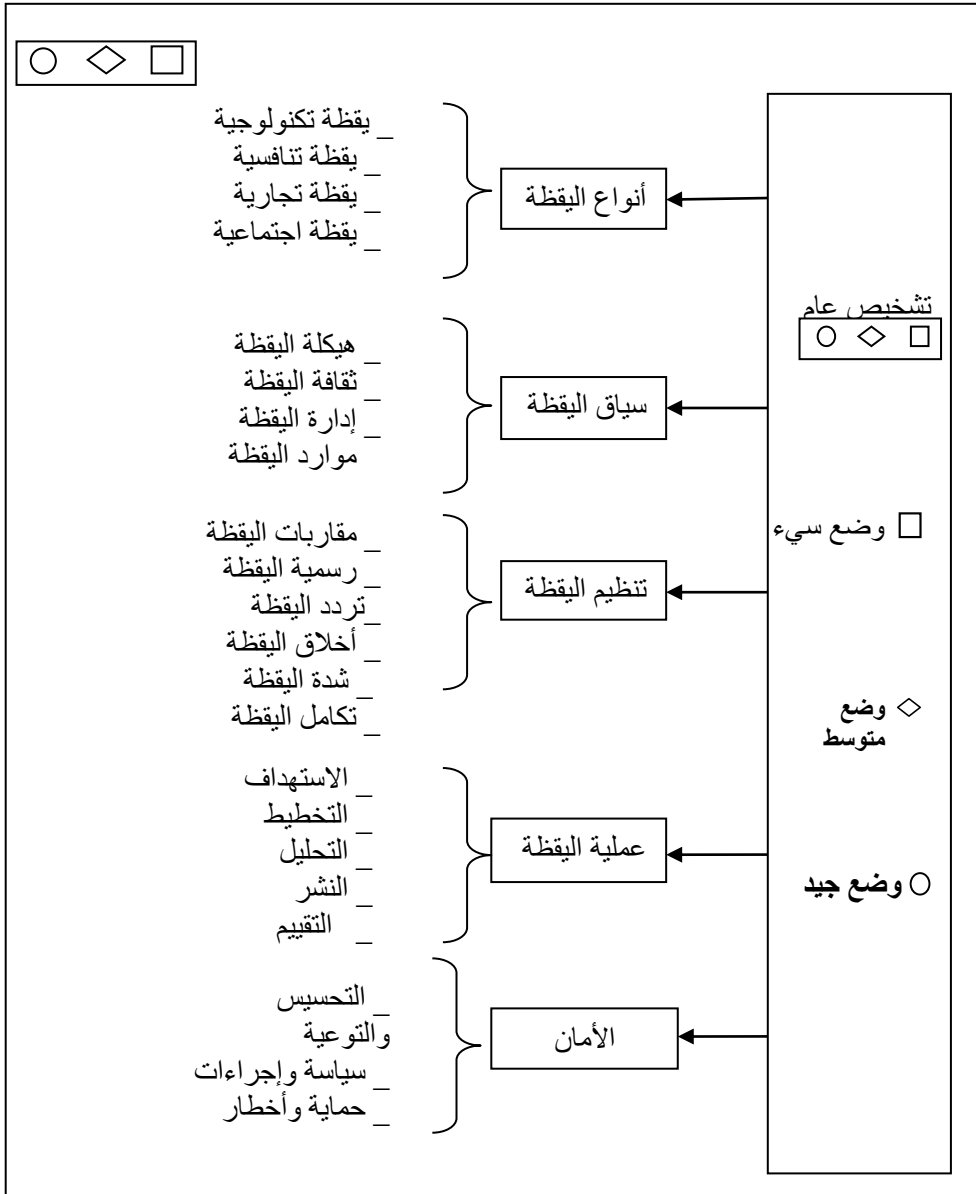 تشخيص عام
وضع سيء
وضع
متوسط
وضع جيد
أنواع اليقظة
_ يقظة تكنولوجية
_ يقظة تنافسية
_ يقظة تجارية
_ يقظة اجتماعية
سياق اليقظة
_ هيكلة اليقظة
_ ثقافة اليقظة
_ إدارة اليقظة
موارد اليقظة
تنظيم اليقظة
_ مقاربات اليقظة
_ رسمية اليقظة
_ تردد اليقظة
_ أخلاق اليقظة
_ شدة اليقظة
_ تكامل اليقظة
عملية اليقظة
_ الاستهداف
_ التخطيط
_ التحليل
_ النشر
_ التقييم
الأمان
_ التحسيس
والتوعية
_ سياسة وإجراءات
_ حماية وأخطار